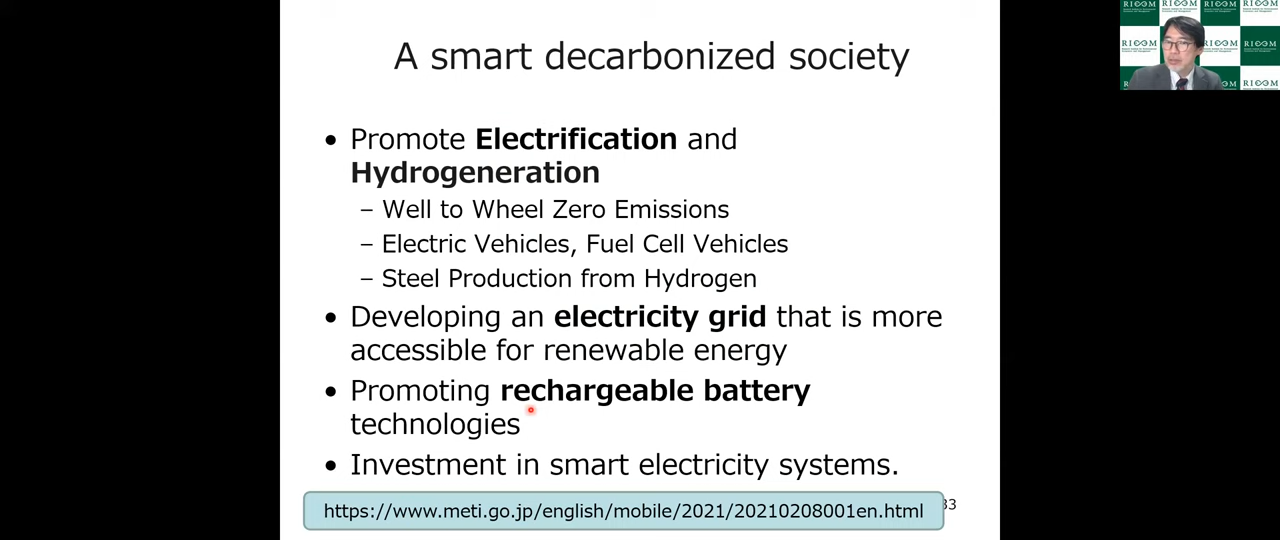 A smart decarbonized society
• Promote Electrification and
Hydrogeneration
– Well to Wheel Zero Emissions
– Electric Vehicles, Fuel Cell Vehicles
– Steel Production from Hydrogen
• Developing an electricity grid that is more
accessible for renewable energy
• Promoting rechargeable battery
technologies
• Investment in smart electricity systems.
https://www.meti.go.jp/english/mobile/2021/20210208001en.html
33